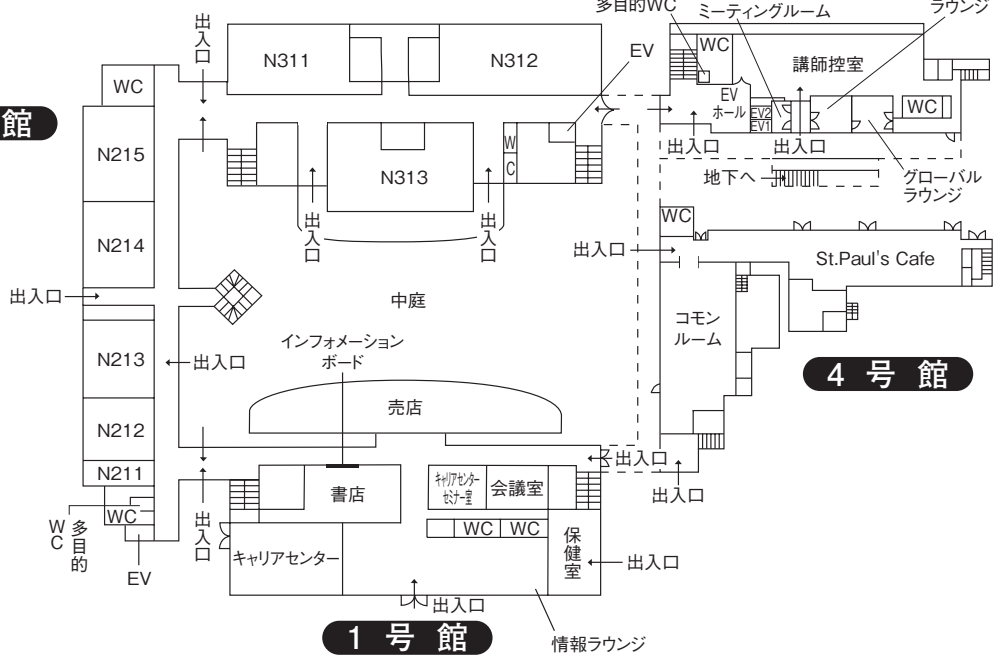 多目的WC
ミーティングルーム
ラウンジ
出入口
N311
N312
EV
WC
講師控室
WC
館
EV
ホール
EV2
EV1
WC
N215
W
C
出入口
出入口
N313
地下へ
グローバル
ラウンジ
出入口
出入口
WC
N214
出入口
St.Paul's Cafe
出入口
中庭
コモン
ルーム
インフォメーション
ボード
N213
出入口
4 号 館
売店
N212
出入口
N211
キャリアセンター
セミナー室
会議室
書店
出入口
WC
多目的
WC
出入口
WC
WC
保健室
出入口
キャリアセンター
EV
出入口
1 号 館
情報ラウンジ